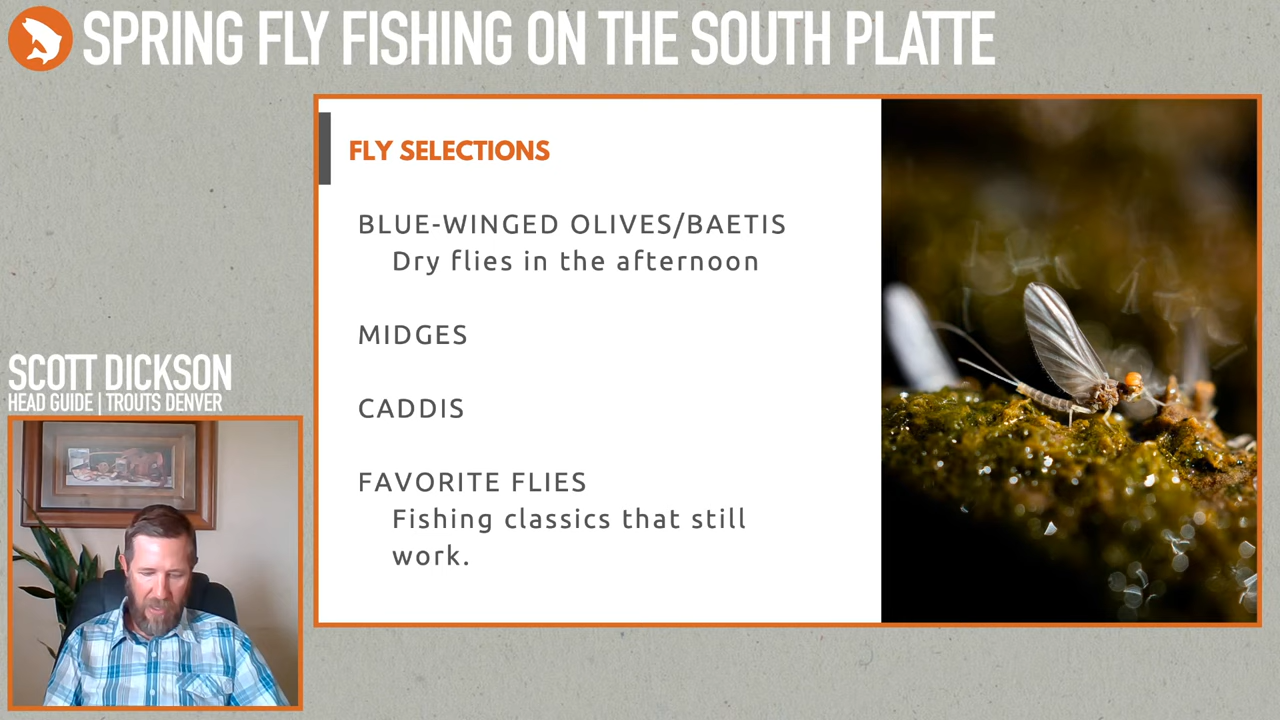 SPRING FLY FISHING ON THE SOUTH PLATTE
FLY SELECTIONS
BLUE-WINGED OLIVES/BAETIS
Dry flies in the afternoon
MIDGES
CADDIS
FAVORITE FLIES
Fishing classics that still
work.
SCOTT DICKSON
HEAD GUIDE | TROUTS DENVER